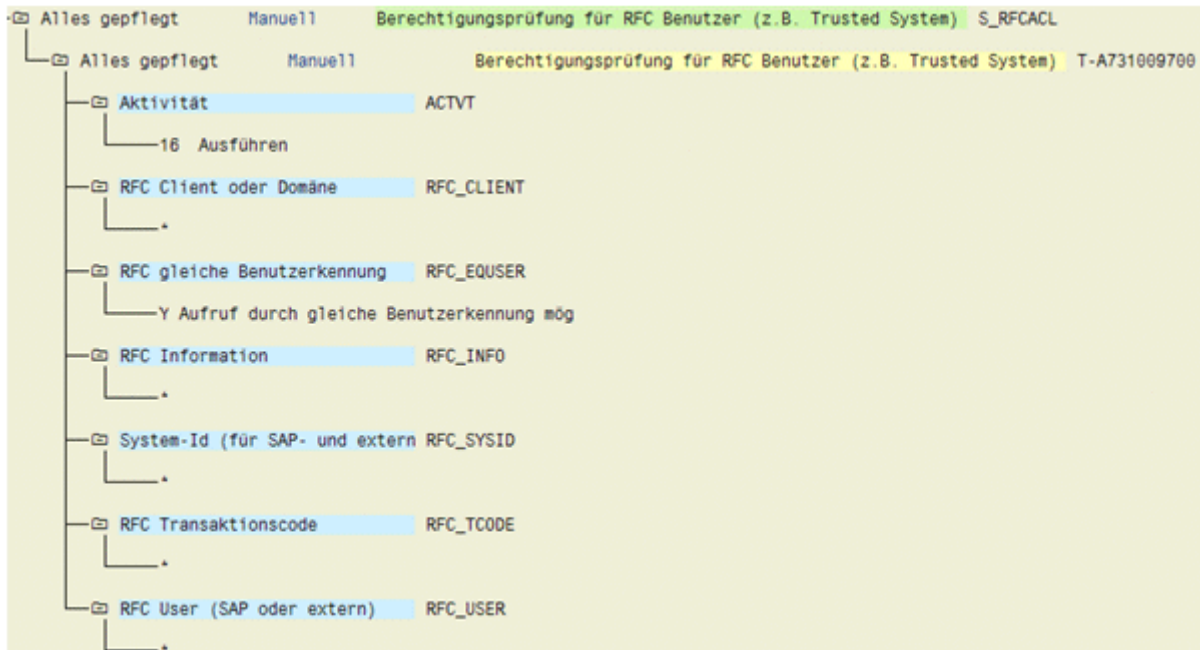 Alles gepflegt Manuell Berechtigungsprüfung für RFC Benutzer (z.B. Trusted System) S_RFCACL
Alles gepflegt Manuell Berechtigungsprüfung für RFC Benutzer (z.B. Trusted System) T-A731009700
Aktivität ACTVT
16 Ausführen
RFC Client oder Domäne RFC_CLIENT
*
RFC gleiche Benutzerkennung RFC_EQUSER
Y Aufruf durch gleiche Benutzerkennung mög
RFC Information RFC_INFO
*
System-Id (für SAP- und extern RFC_SYSID
*
RFC Transaktionscode RFC_TCODE
*
RFC User (SAP oder extern) RFC_USER
*